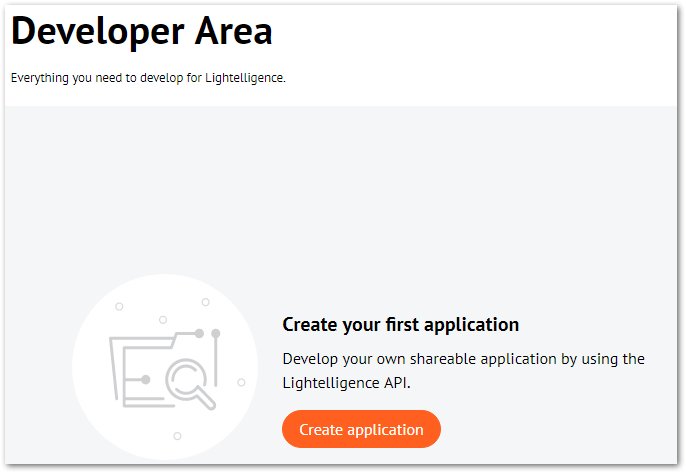 Developer Area
Everything you need to develop for Lightelligence.
Create your first application
Develop your own shareable application by using the
Lightelligence API.
Create application